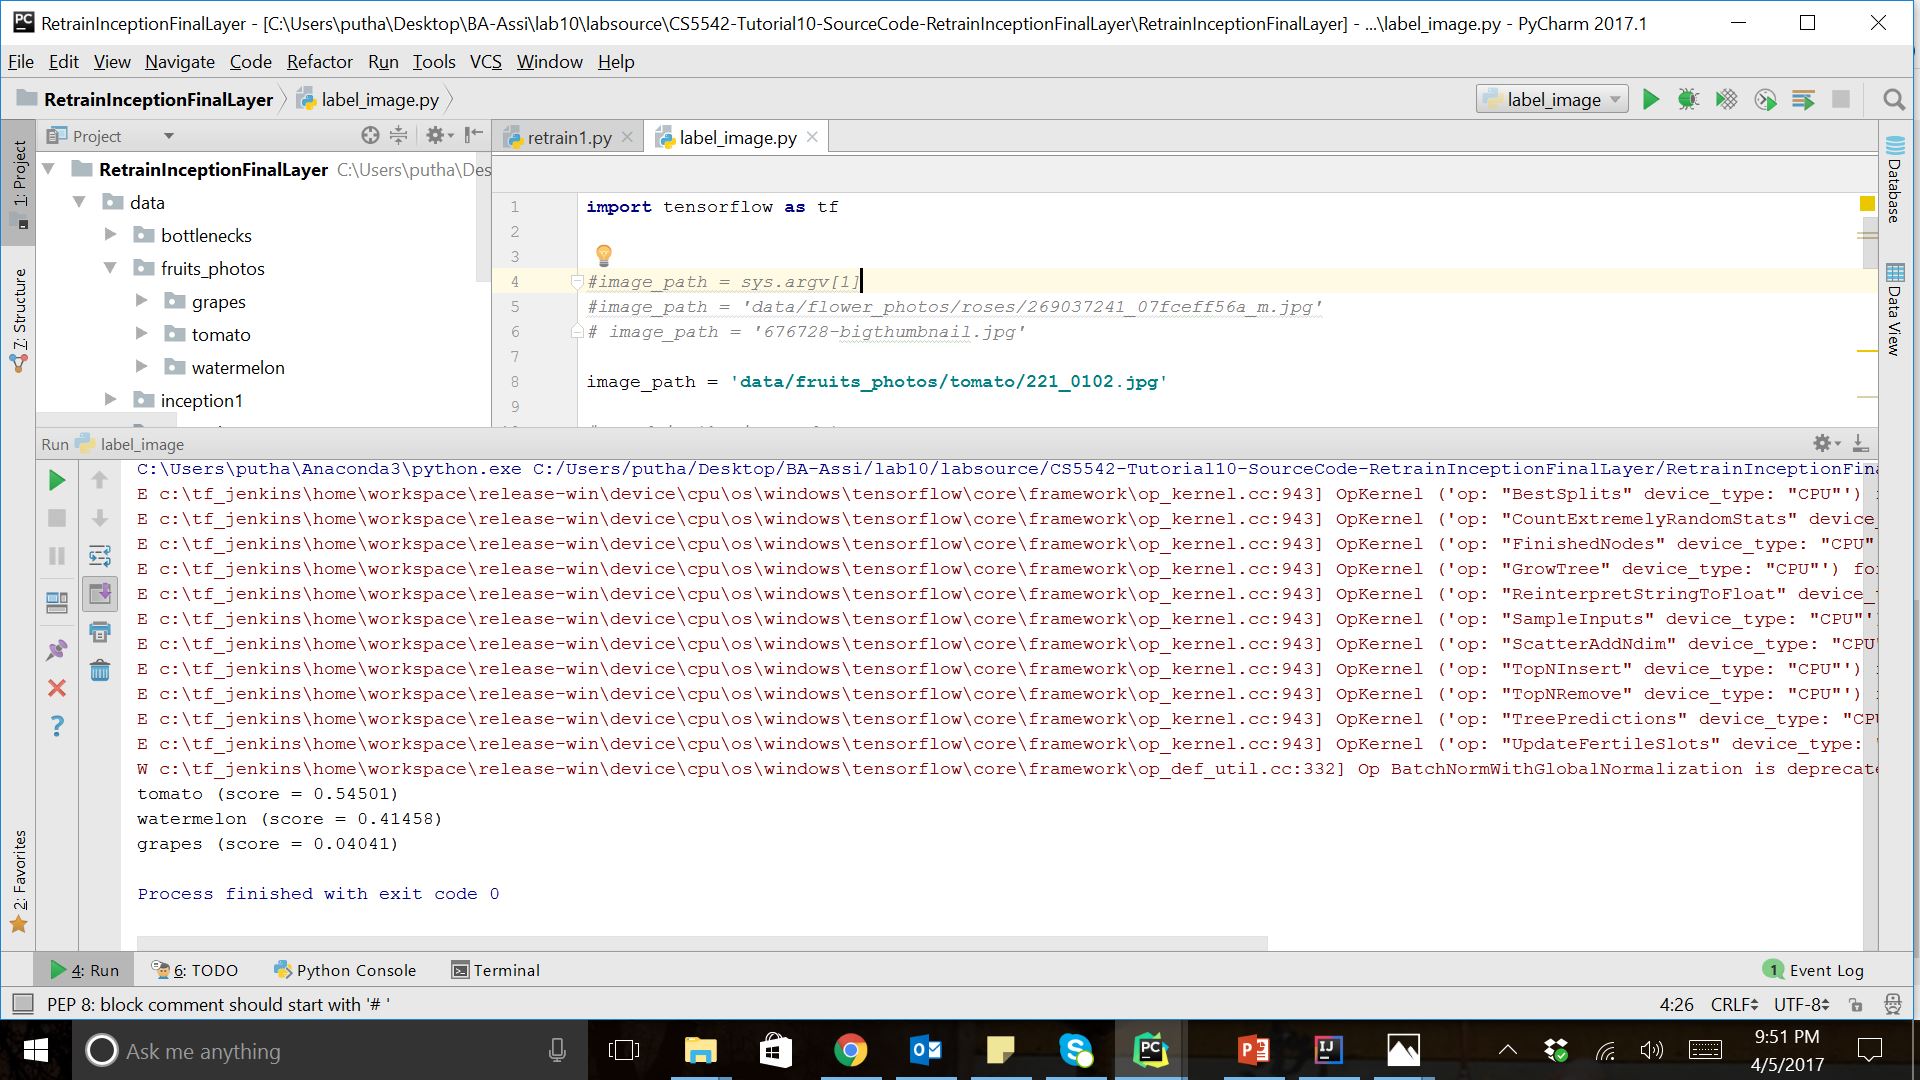 RetrainInceptionFinalLayer - [C:\Users\putha\Desktop\BA-Assi\lab10\labsource\CS5542-Tutorial10-SourceCode-RetrainInceptionFinalLayer\RetrainInceptionFinalLayer] - ...\label_image.py - PyCharm 2017.1
File Edit View Navigate Code Refactor Run Tools VCS Window Help
RetrainInceptionFinalLayer label_image.py label_image
Project
retrain1.py label_image.py
1: Project
7: Structure
2: Favorites
Database
Data View
RetrainInceptionFinalLayer C:\Users\putha\Des
data
bottlenecks
fruits_photos
grapes
tomato
watermelon
inception1
1 import tensorflow as tf
2
3
4 #image_path = sys.argv[1]
5 #image_path = 'data/flower_photos/roses/269037241_07fceff56a_m.jpg'
6 # image_path = '676728-bigthumbnail.jpg'
7
8 image_path = 'data/fruits_photos/tomato/221_0102.jpg'
9
Run label_image
C:\Users\putha\Anaconda3\python.exe C:/Users/putha/Desktop/BA-Assi/lab10/labsource/CS5542-Tutorial10-SourceCode-RetrainInceptionFinalLayer/RetrainInceptionFina
E c:\tf_jenkins\home\workspace\release-win\device\cpu\os\windows\tensorflow\core\framework\op_kernel.cc:943] OpKernel ('op: "BestSplits" device_type: "CPU"')
E c:\tf_jenkins\home\workspace\release-win\device\cpu\os\windows\tensorflow\core\framework\op_kernel.cc:943] OpKernel ('op: "CountExtremelyRandomStats" device_
E c:\tf_jenkins\home\workspace\release-win\device\cpu\os\windows\tensorflow\core\framework\op_kernel.cc:943] OpKernel ('op: "FinishedNodes" device_type: "CPU"
E c:\tf_jenkins\home\workspace\release-win\device\cpu\os\windows\tensorflow\core\framework\op_kernel.cc:943] OpKernel ('op: "GrowTree" device_type: "CPU"') fo
E c:\tf_jenkins\home\workspace\release-win\device\cpu\os\windows\tensorflow\core\framework\op_kernel.cc:943] OpKernel ('op: "ReinterpretStringToFloat" device_
E c:\tf_jenkins\home\workspace\release-win\device\cpu\os\windows\tensorflow\core\framework\op_kernel.cc:943] OpKernel ('op: "SampleInputs" device_type: "CPU"'
E c:\tf_jenkins\home\workspace\release-win\device\cpu\os\windows\tensorflow\core\framework\op_kernel.cc:943] OpKernel ('op: "ScatterAddNdim" device_type: "CPU
E c:\tf_jenkins\home\workspace\release-win\device\cpu\os\windows\tensorflow\core\framework\op_kernel.cc:943] OpKernel ('op: "TopNInsert" device_type: "CPU"')
E c:\tf_jenkins\home\workspace\release-win\device\cpu\os\windows\tensorflow\core\framework\op_kernel.cc:943] OpKernel ('op: "TopNRemove" device_type: "CPU"')
E c:\tf_jenkins\home\workspace\release-win\device\cpu\os\windows\tensorflow\core\framework\op_kernel.cc:943] OpKernel ('op: "TreePredictions" device_type: "CP
E c:\tf_jenkins\home\workspace\release-win\device\cpu\os\windows\tensorflow\core\framework\op_kernel.cc:943] OpKernel ('op: "UpdateFertileSlots" device_type:
W c:\tf_jenkins\home\workspace\release-win\device\cpu\os\windows\tensorflow\core\framework\op_def_util.cc:332] Op BatchNormWithGlobalNormalization is deprecate
tomato (score = 0.54501)
watermelon (score = 0.41458)
grapes (score = 0.04041)
Process finished with exit code 0
4: Run 6: TODO Python Console Terminal 1 Event Log
PEP 8: block comment should start with '# ' 4:26 CRLF UTF-8
Ask me anything
9:51 PM
4/5/2017